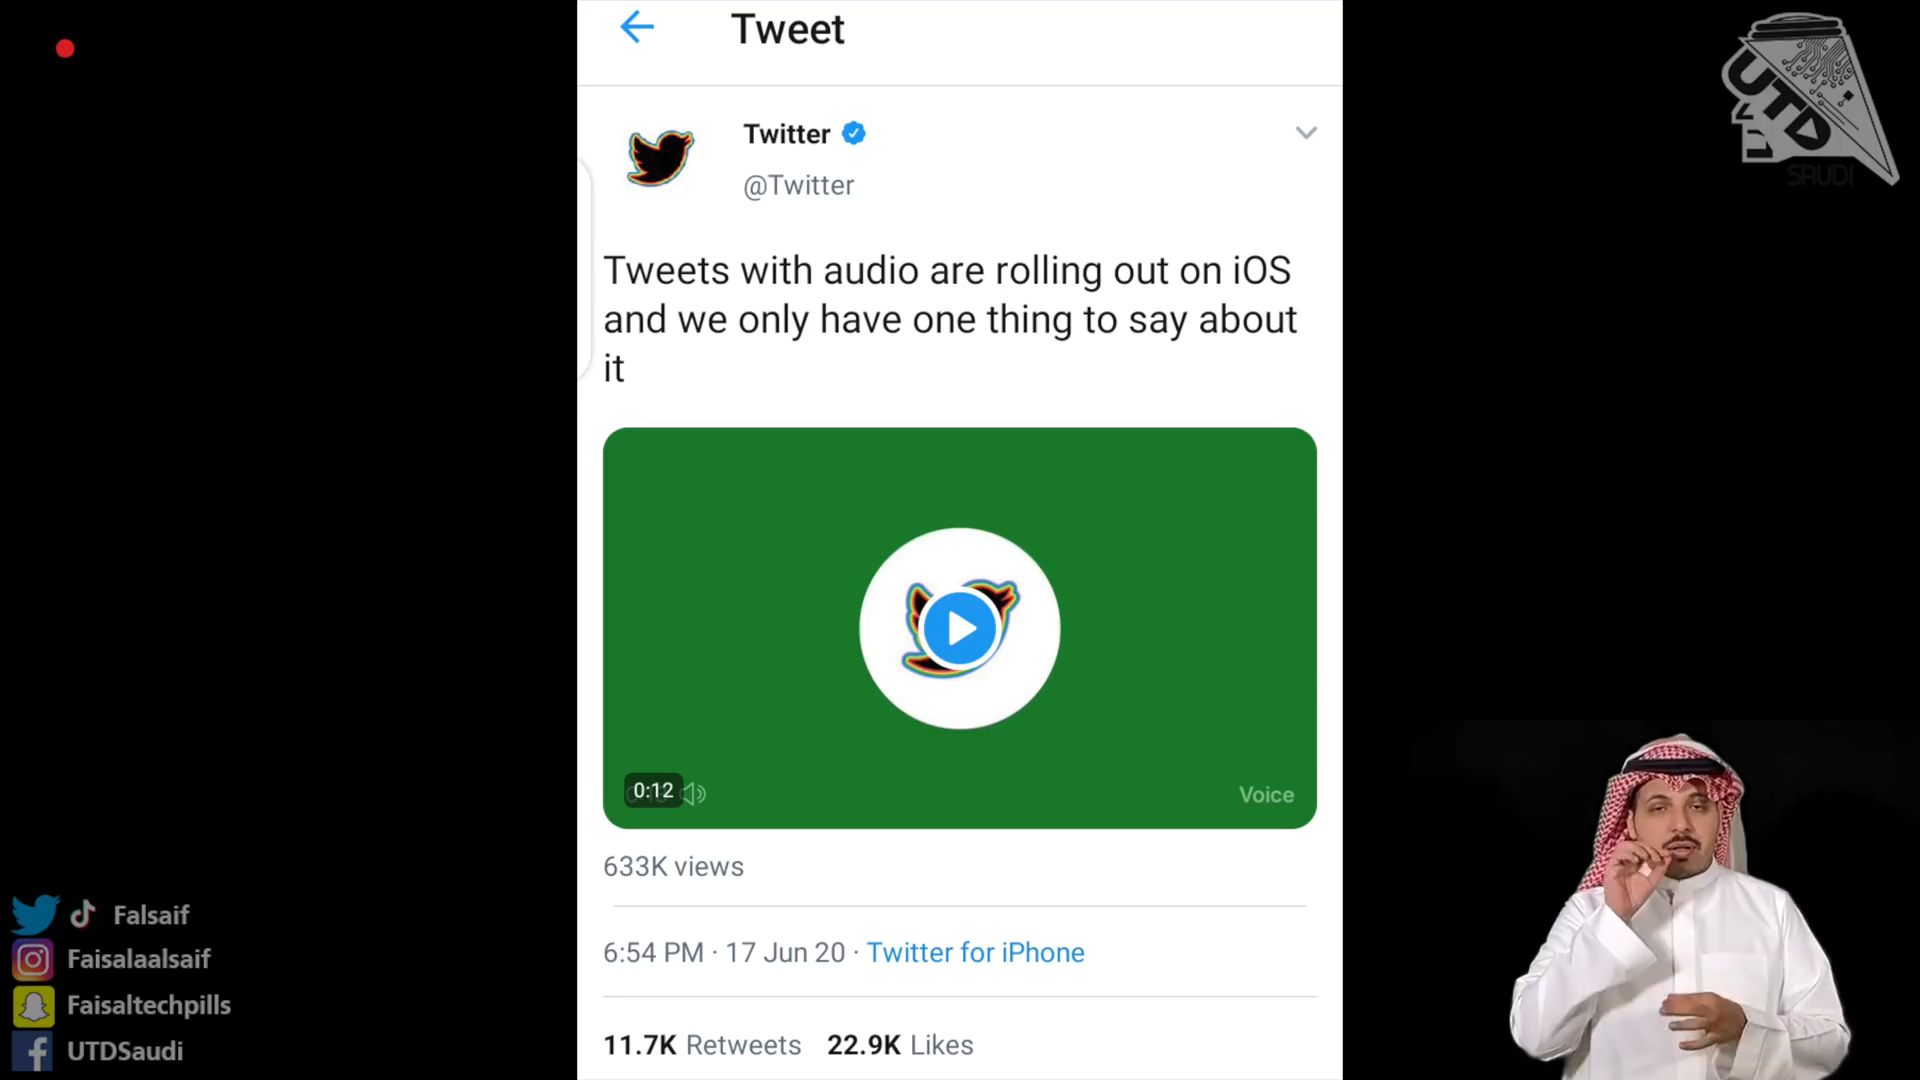 Tweet
Twitter
@Twitter
Tweets with audio are rolling out on iOS
and we only have one thing to say about
it
0:12
Voice
633K views
6:54 PM · 17 Jun 20 · Twitter for iPhone
11.7K Retweets 22.9K Likes
UTD
SAUDI
Falsaif
Faisalaalsaif
Faisaltechpills
UTDSaudi